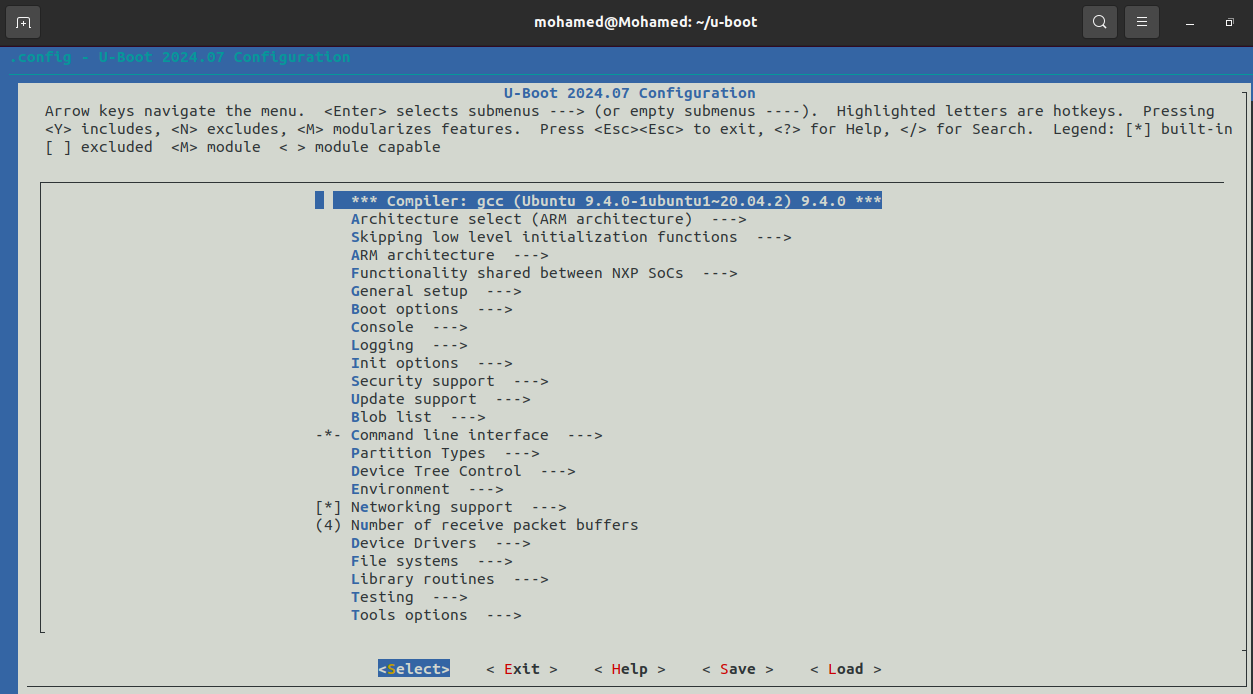 mohamed@Mohamed: ~/u-boot
.config - U-Boot 2024.07 Configuration
U-Boot 2024.07 Configuration
Arrow keys navigate the menu.  <Enter> selects submenus ---> (or empty submenus ----).  Highlighted letters are hotkeys.  Pressing
<Y> includes, <N> excludes, <M> modularizes features.  Press <Esc><Esc> to exit, <?> for Help, </> for Search.  Legend: [*] built-in
[ ] excluded  <M> module  < > module capable
*** Compiler: gcc (Ubuntu 9.4.0-1ubuntu1~20.04.2) 9.4.0 ***
Architecture select (ARM architecture)  --->
Skipping low level initialization functions  --->
ARM architecture  --->
Functionality shared between NXP SoCs  --->
General setup  --->
Boot options  --->
Console  --->
Logging  --->
Init options  --->
Security support  --->
Update support  --->
Blob list  --->
-*- Command line interface  --->
Partition Types  --->
Device Tree Control  --->
Environment  --->
[*] Networking support  --->
(4) Number of receive packet buffers
Device Drivers  --->
File systems  --->
Library routines  --->
Testing  --->
Tools options  --->
<Select>    < Exit >    < Help >    < Save >    < Load >